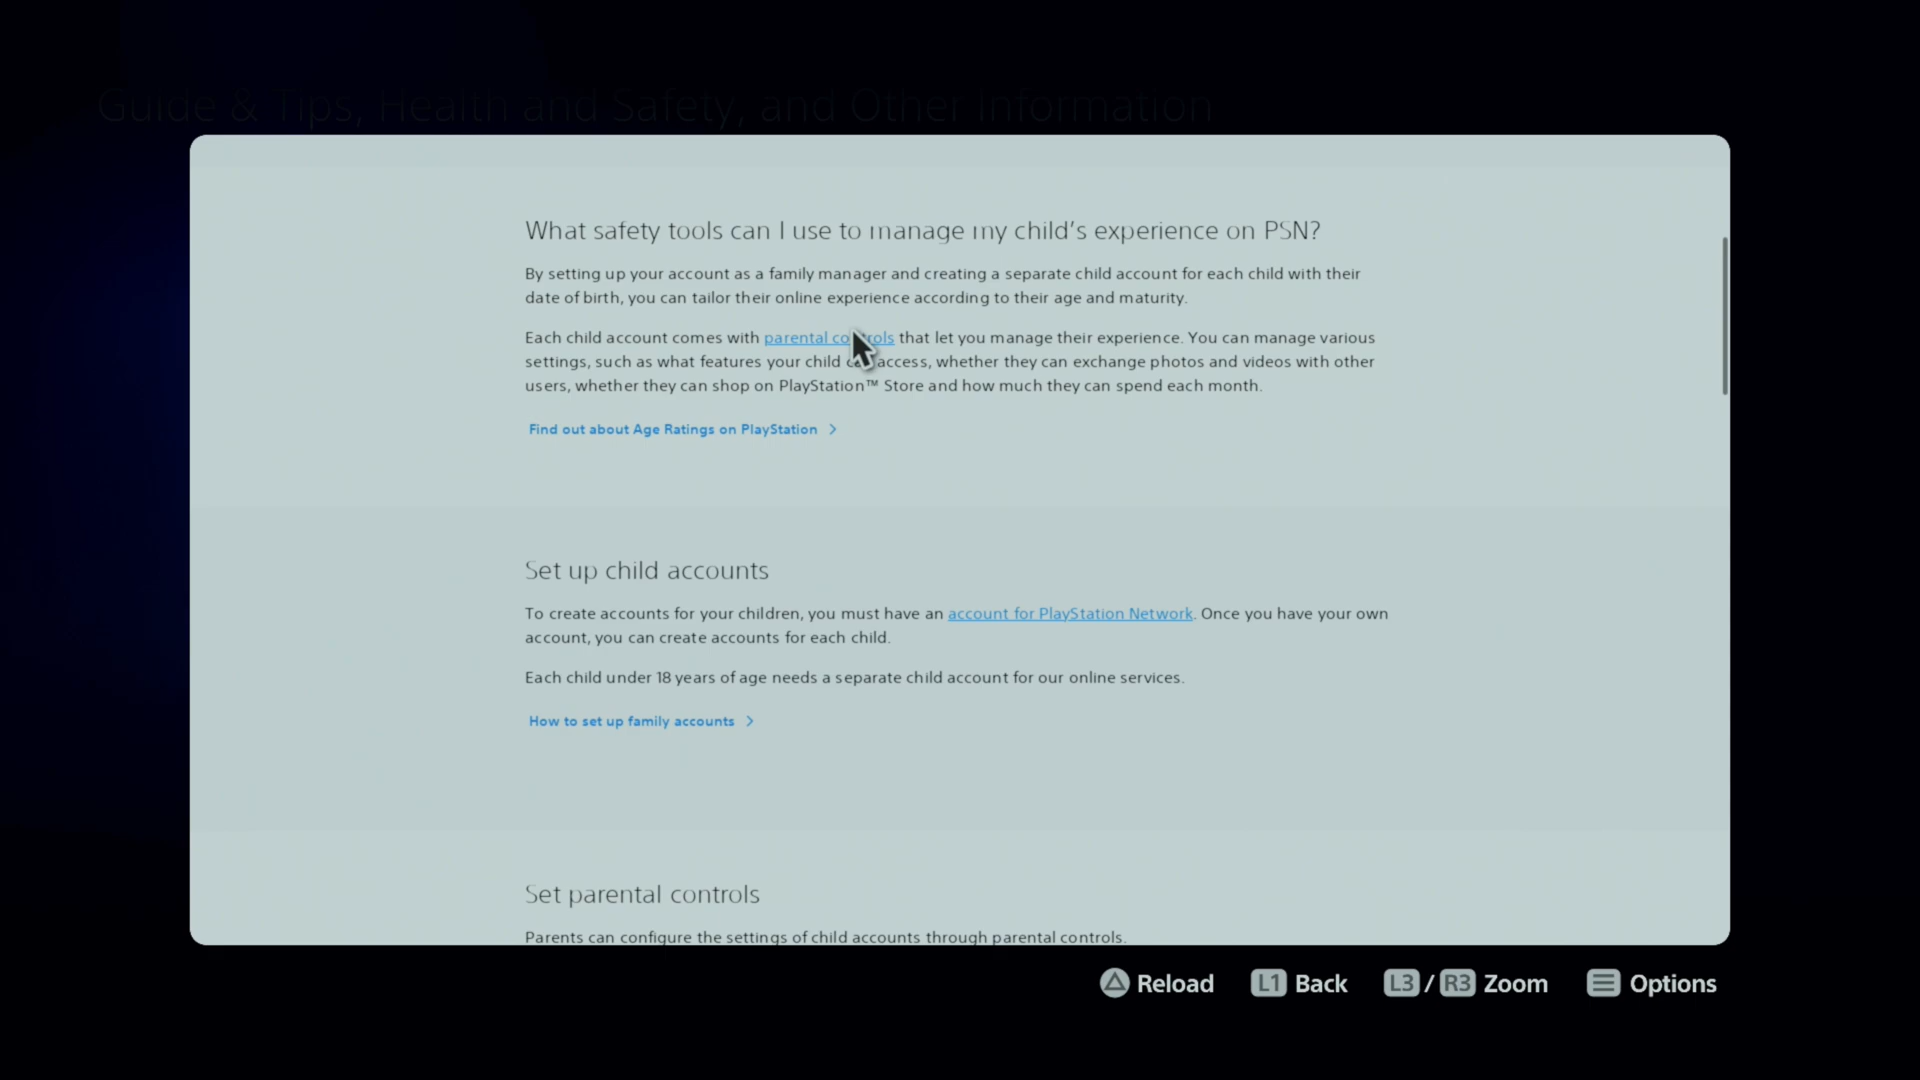 Guide & Tips, Health and Safety, and Other Information
What safety tools can I use to manage my child's experience on PSN?
By setting up your account as a family manager and creating a separate child account for each child with their
date of birth, you can tailor their online experience according to their age and maturity.
Each child account comes with parental controls that let you manage their experience. You can manage various
settings, such as what features your child can access, whether they can exchange photos and videos with other
users, whether they can shop on PlayStation™ Store and how much they can spend each month.
Find out about Age Ratings on PlayStation
Set up child accounts
To create accounts for your children, you must have an account for PlayStation Network. Once you have your own
account, you can create accounts for each child.
Each child under 18 years of age needs a separate child account for our online services.
How to set up family accounts
Set parental controls
Parents can configure the settings of child accounts through parental controls.
Reload L1 Back L3 / R3 Zoom Options